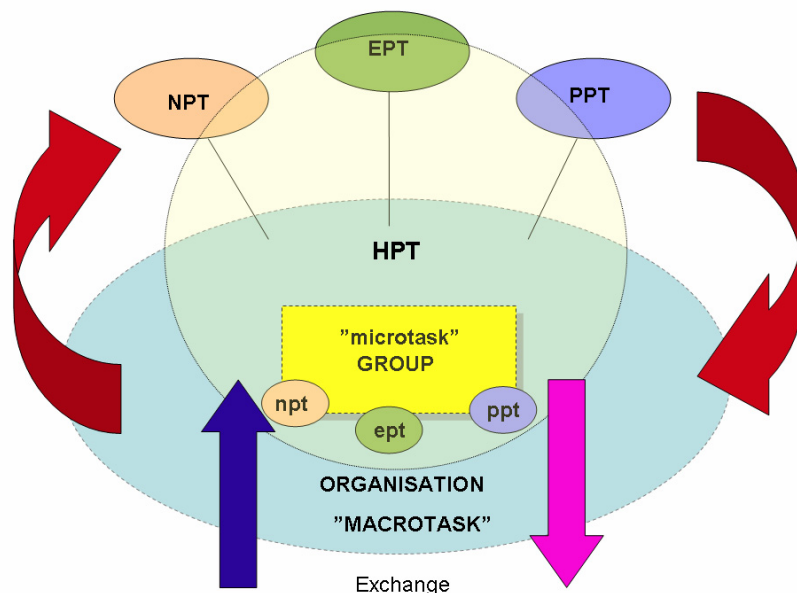 EPT
NPT
PPT
HPT
”microtask”
GROUP
npt
ept
ppt
ORGANISATION
”MACROTASK”
Exchange